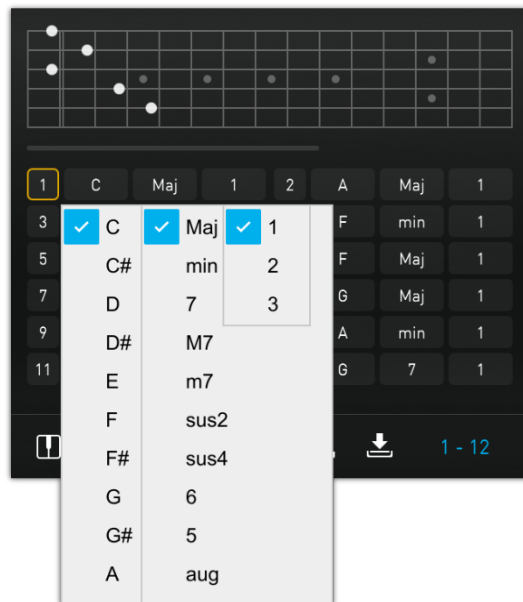 1 C Maj 1 2 A Maj 1
3 C Maj 1 F min 1
5 C# min 2 F Maj 1
7 D 7 3 G Maj 1
9 D# M7 A min 1
11 E m7 G 7 1
F sus2
F# sus4 1 - 12
G 6
G# 5
A aug